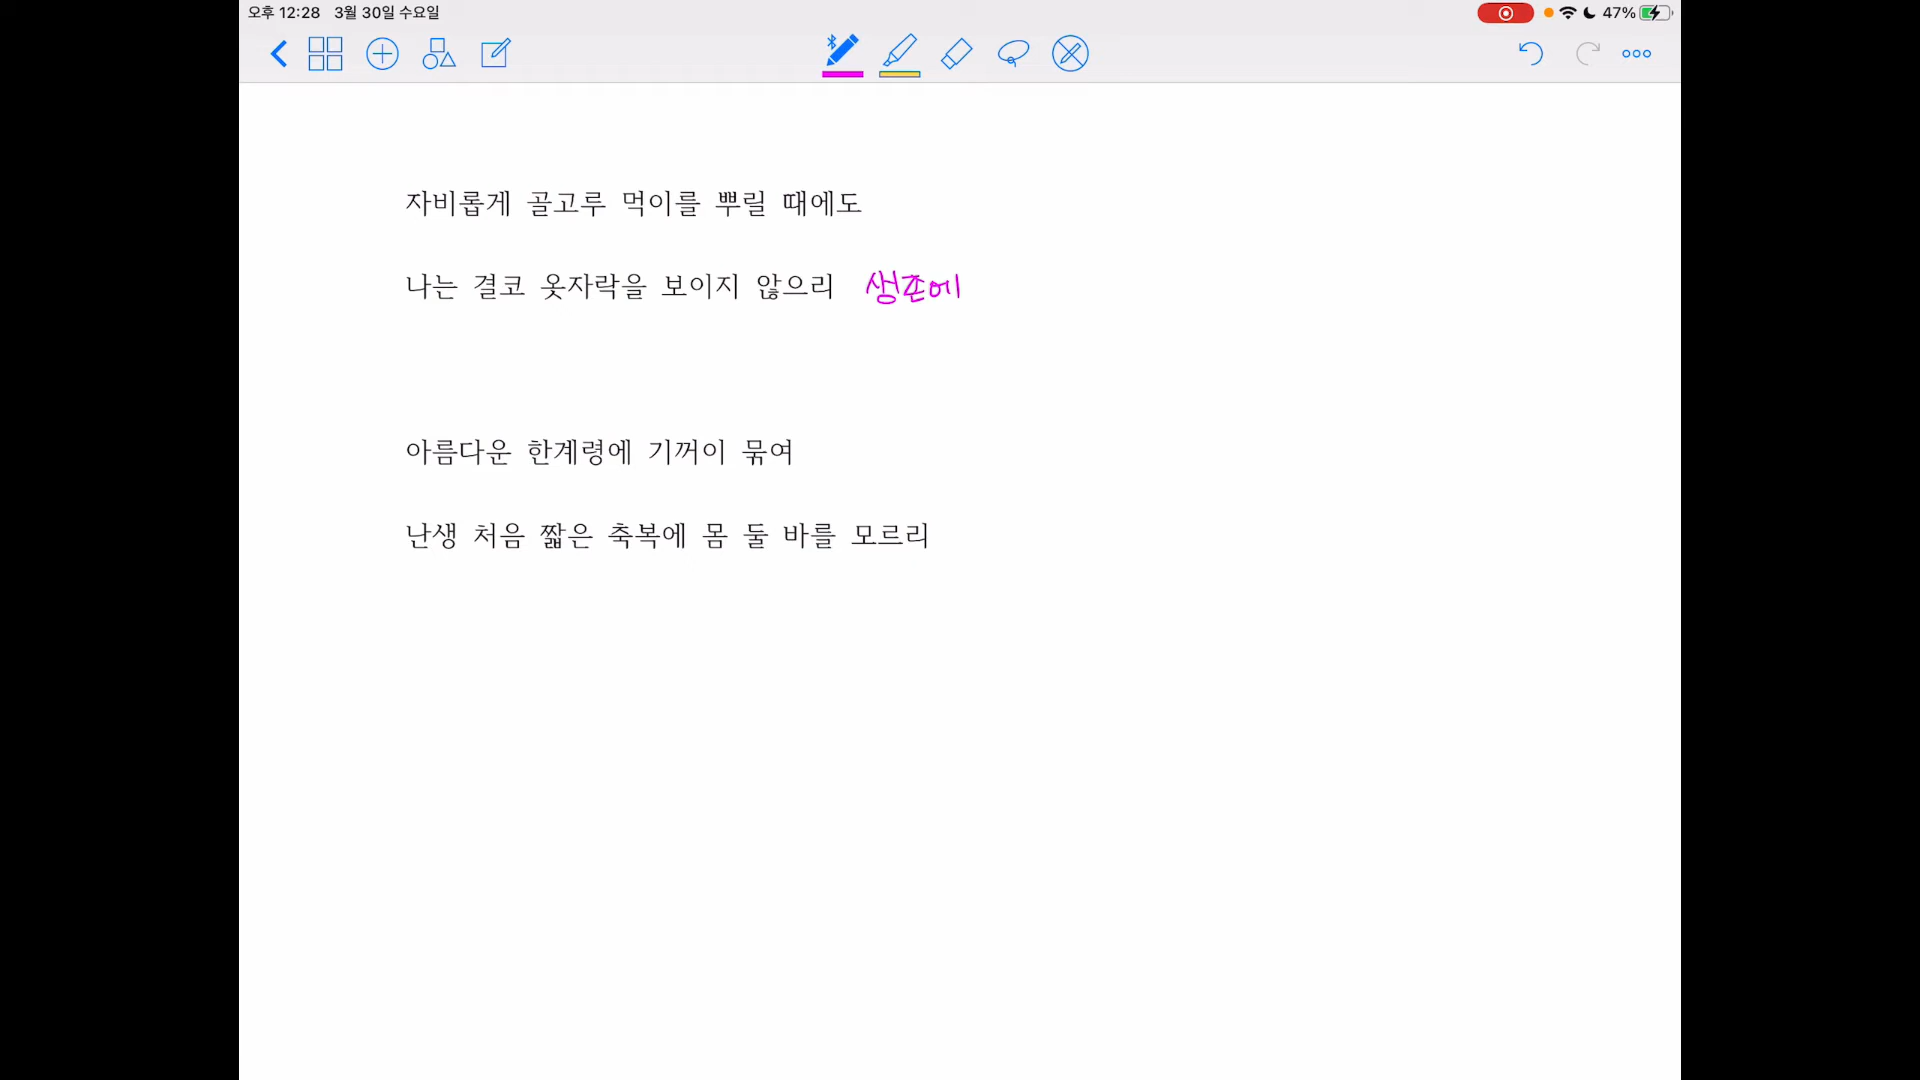 오후 12:28 3월 30일 수요일
47%
자비롭게 골고루 먹이를 뿌릴 때에도
나는 결코 옷자락을 보이지 않으리 생존에
아름다운 한계령에 기꺼이 묶여
난생 처음 짧은 축복에 몸 둘 바를 모르리